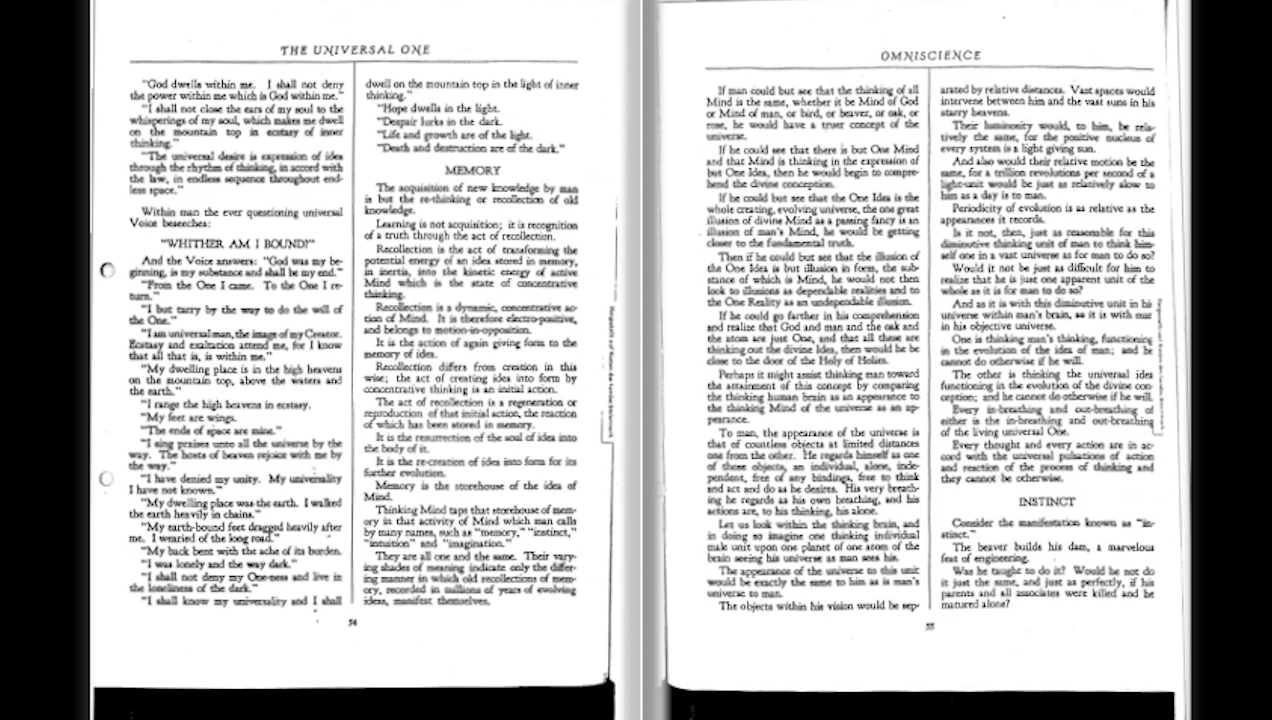 THE UNIVERSAL ONE
"God dwells within me. I shall not deny
the power within me which is God within me."
"I shall not close the ears of my soul to the
whisperings of my soul, which makes me dwell
on the mountain top in ecstasy of inner
thinking."
"The universal desire is expression of idea
through the rhythm of thinking, in accord with
the law, in endless sequence throughout end-
less space."
Within man the ever questioning universal
Voice beseeches:
"WHITHER AM I BOUND?"
And the Voice answers: "God was my be-
ginning, is my substance and shall be my end."
"From the One I came. To the One I re-
turn."
"I but tarry by the way to do the will of
the One."
"I am universal man, the image of my Creator.
Ecstasy and exaltation attend me, for I know
that all that is, is within me."
"My dwelling place is in the high heavens
on the mountain top, above the waters and
the earth."
"I range the high heavens in ecstasy.
"My feet are wings.
"The ends of space are mine."
"I sing praises unto all the universe by the
way. The hosts of heaven rejoice with me by
the way."
"I have denied my unity. My universality
I have not known."
"My dwelling place was the earth. I walked
the earth heavily in chains."
"My earth-bound feet dragged heavily after
me. I wearied of the long road."
"My back bent with the ache of its burden.
"I was lonely and the way dark."
"I shall not deny my One-ness and live in
the loneliness of the dark."
"I shall know my universality and I shall
dwell on the mountain top in the light of inner
thinking."
"Hope dwells in the light.
"Despair lurks in the dark.
"Life and growth are of the light.
"Death and destruction are of the dark."
MEMORY
The acquisition of new knowledge by man
is but the re-thinking or recollection of old
knowledge.
Learning is not acquisition; it is recognition
of a truth through the act of recollection.
Recollection is the act of transforming the
potential energy of an idea stored in memory,
in inertia, into the kinetic energy of active
Mind which is the state of concentrative
thinking.
Recollection is a dynamic, concentrative ac-
tion of Mind. It is therefore electro-positive,
and belongs to motion-in-opposition.
It is the action of again giving form to the
memory of idea.
Recollection differs from creation in this
wise; the act of creating idea into form by
concentrative thinking is an initial action.
The act of recollection is a regeneration or
reproduction of that initial action, the reaction
of which has been stored in memory.
It is the resurrection of the soul of idea into
the body of it.
It is the re-creation of idea into form for its
further evolution.
Memory is the storehouse of the idea of
Mind.
Thinking Mind taps that storehouse of mem-
ory in that activity of Mind which man calls
by many names, such as "memory," "instinct,"
"intuition" and "imagination."
They are all one and the same. Their vary-
ing shades of meaning indicate only the differ-
ing manner in which old recollections of mem-
ory, recorded in millions of years of evolving
ideas, manifest themselves.
54
OMNISCIENCE
If man could but see that the thinking of all
Mind is the same, whether it be Mind of God
or Mind of man, or bird, or beaver, or oak, or
rose, he would have a truer concept of the
universe.
If he could see that there is but One Mind
and that Mind is thinking in the expression of
but One Idea, then he would begin to compre-
hend the divine conception.
If he could but see that the One Idea is the
whole creating, evolving universe, the one great
illusion of divine Mind as a passing fancy is an
illusion of man's Mind, he would be getting
closer to the fundamental truth.
Then if he could but see that the illusion of
the One Idea is but illusion in form, the sub-
stance of which is Mind, he would not then
look to illusions as dependable realities and to
the One Reality as an undependable illusion.
If he could go farther in his comprehension
and realize that God and man and the oak and
the atom are just One, and that all these are
thinking out the divine Idea, then would he be
close to the door of the Holy of Holies.
Perhaps it might assist thinking man toward
the attainment of this concept by comparing
the thinking human brain as an appearance to
the thinking Mind of the universe as an ap-
pearance.
To man, the appearance of the universe is
that of countless objects at limited distances
one from the other. He regards himself as one
of these objects, an individual, alone, inde-
pendent, free of any bindings, free to think
and act and do as he desires. His very breath-
ing he regards as his own breathing, and his
actions are, to his thinking, his alone.
Let us look within the thinking brain, and
in doing so imagine one thinking individual
male unit upon one planet of one atom of the
brain seeing his universe as man sees his.
The appearance of the universe to this unit
would be exactly the same to him as is man's
universe to man.
The objects within his vision would be sep-
arated by relative distances. Vast spaces would
intervene between him and the vast suns in his
starry heavens.
Their luminosity would, to him, be rela-
tively the same, for the positive nucleus of
every system is a light giving sun.
And also would their relative motion be the
same, for a trillion revolutions per second of a
light-unit would be just as relatively slow to
him as a day is to man.
Periodicity of evolution is as relative as the
appearances it records.
Is it not, then, just as reasonable for this
diminutive thinking unit of man to think him-
self one in a vast universe as for man to do so?
Would it not be just as difficult for him to
realize that he is just one apparent unit of the
whole as it is for man to do so?
And as it is with this diminutive unit in his
universe within man's brain, so it is with man
in his objective universe.
One is thinking man's thinking, functioning
in the evolution of the idea of man; and he
cannot do otherwise if he will.
The other is thinking the universal idea
functioning in the evolution of the divine con-
ception; and he cannot do otherwise if he will.
Every in-breathing and out-breathing of
either is the in-breathing and out-breathing
of the living universal One.
Every thought and every action are in ac-
cord with the universal pulsations of action
and reaction of the process of thinking and
they cannot be otherwise.
INSTINCT
Consider the manifestation known as "in-
stinct."
The beaver builds his dam, a marvelous
feat of engineering.
Was he taught to do it? Would he not do
it just the same, and just as perfectly, if his
parents and all associates were killed and he
matured alone?
55